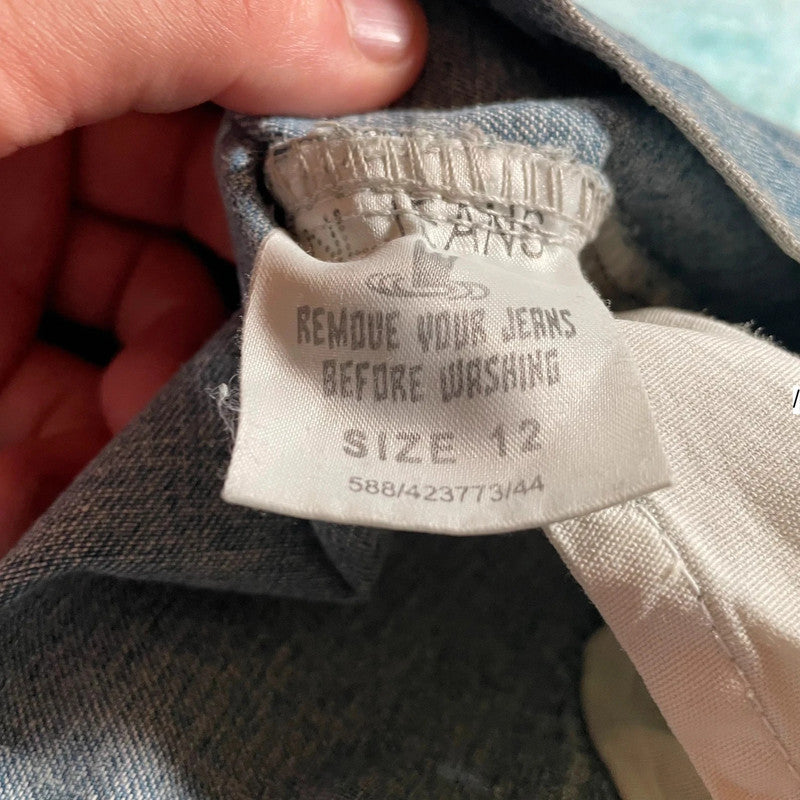 REMOVE YOUR JEANS
BEFORE WASHING
SIZE 12
588/423773/44